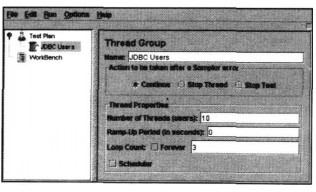 File Edit Run Options Help
Test Plan
JDBC Users
WorkBench
Thread Group
Name: JDBC Users
Action to be taken after a Sampler error
Continue Stop Thread Stop Test
Thread Properties
Number of Threads (users): 10
Ramp-Up Period (in seconds): 0
Loop Count: Forever 3
Scheduler